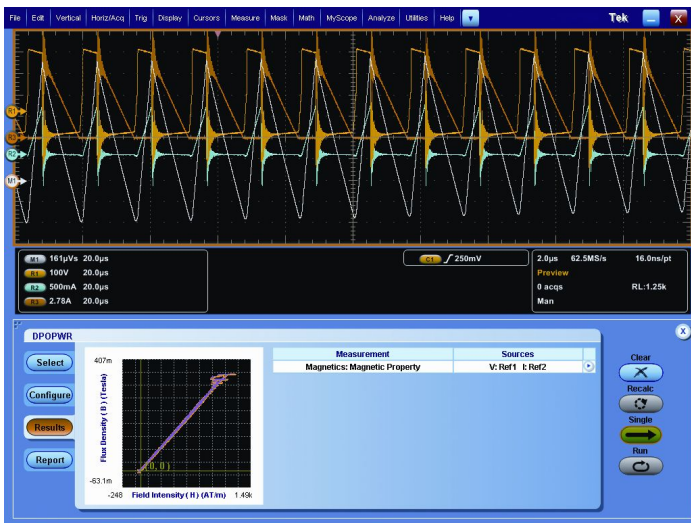 File Edit Vertical Horiz/Acq Trig Display Cursors Measure Mask Math MyScope Analyze Utilities Help Tek X
R1
R3
R2
M1
M1 161µVs 20.0µs
R1 100V 20.0µs
R2 500mA 20.0µs
R3 2.78A 20.0µs
C1 250mV
2.0µs 62.5MS/s 16.0ns/pt
Preview
0 acqs RL:1.25k
Man
DPOPWR
X
Select
Configure
Results
Report
407m
Flux Density ( B ) (Tesla)
-63.1m
( 0, 0 )
-248 Field Intensity ( H ) (AT/m) 1.49k
Measurement Sources
Magnetics: Magnetic Property V: Ref1 I: Ref2
Clear
Recalc
Single
Run